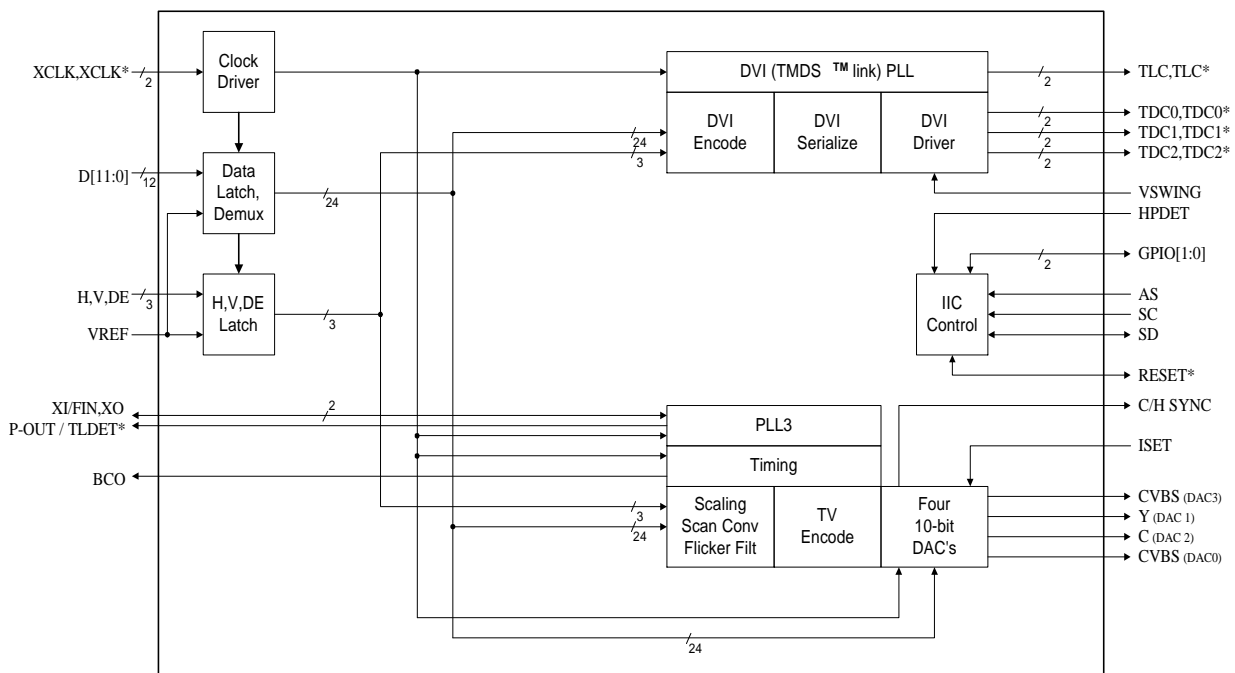 XCLK,XCLK*
2
Clock
Driver
DVI (TMDS ™ link) PLL
2
TLC,TLC*
DVI
Encode
DVI
Serialize
DVI
Driver
2
TDC0,TDC0*
2
TDC1,TDC1*
2
TDC2,TDC2*
24
3
D[11:0]
12
Data
Latch,
Demux
24
VSWING
HPDET
2
GPIO[1:0]
H,V,DE
3
H,V,DE
Latch
3
VREF
IIC
Control
AS
SC
SD
RESET*
XI/FIN,XO
2
P-OUT / TLDET*
PLL3
C/H SYNC
BCO
Timing
ISET
3
24
Scaling
Scan Conv
Flicker Filt
TV
Encode
Four
10-bit
DAC's
CVBS (DAC3)
Y (DAC 1)
C (DAC 2)
CVBS (DAC0)
24